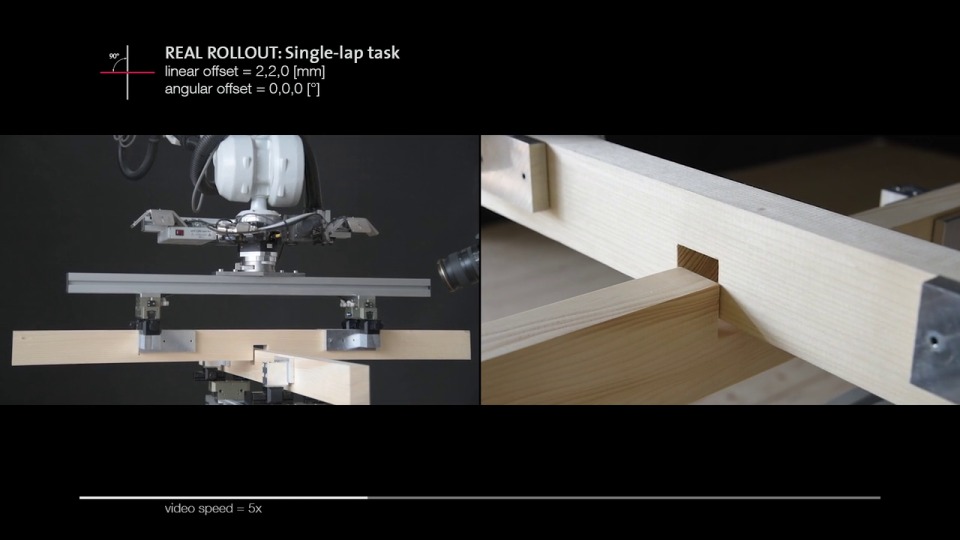 90°
REAL ROLLOUT: Single-lap task
linear offset = 2,2,0 [mm]
angular offset = 0,0,0 [°]
video speed = 5x